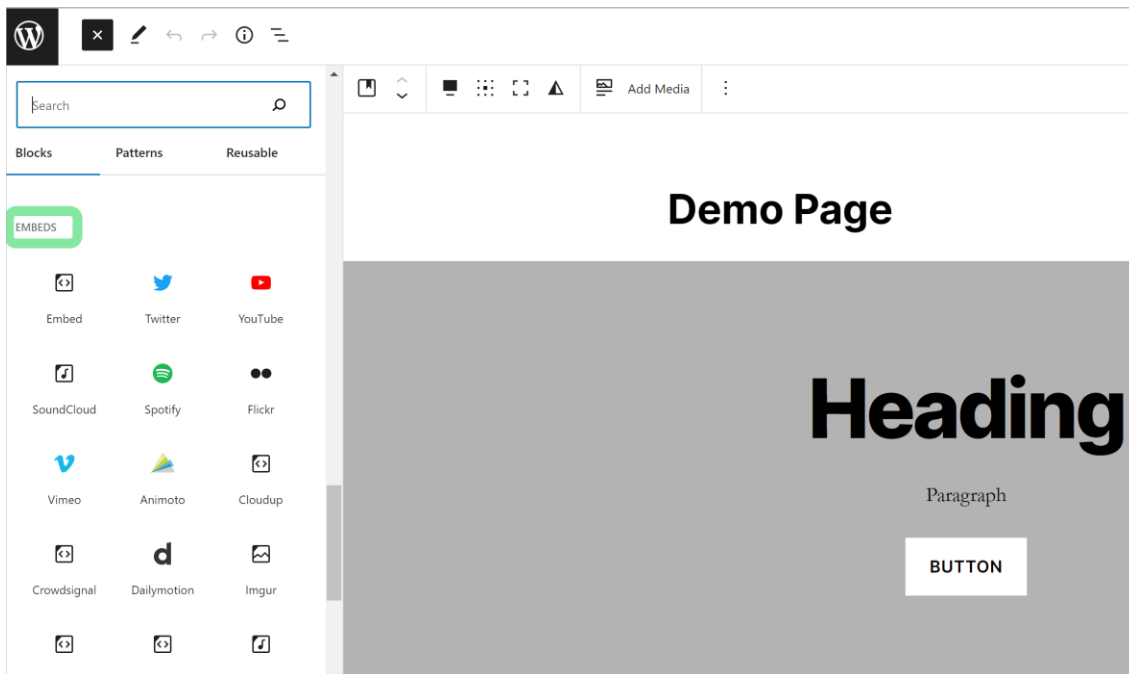 Search
Add Media
Blocks Patterns Reusable
EMBEDS
Embed Twitter YouTube
SoundCloud Spotify Flickr
Vimeo Animoto Cloudup
Crowdsignal Dailymotion Imgur
Demo Page
Heading
Paragraph
BUTTON